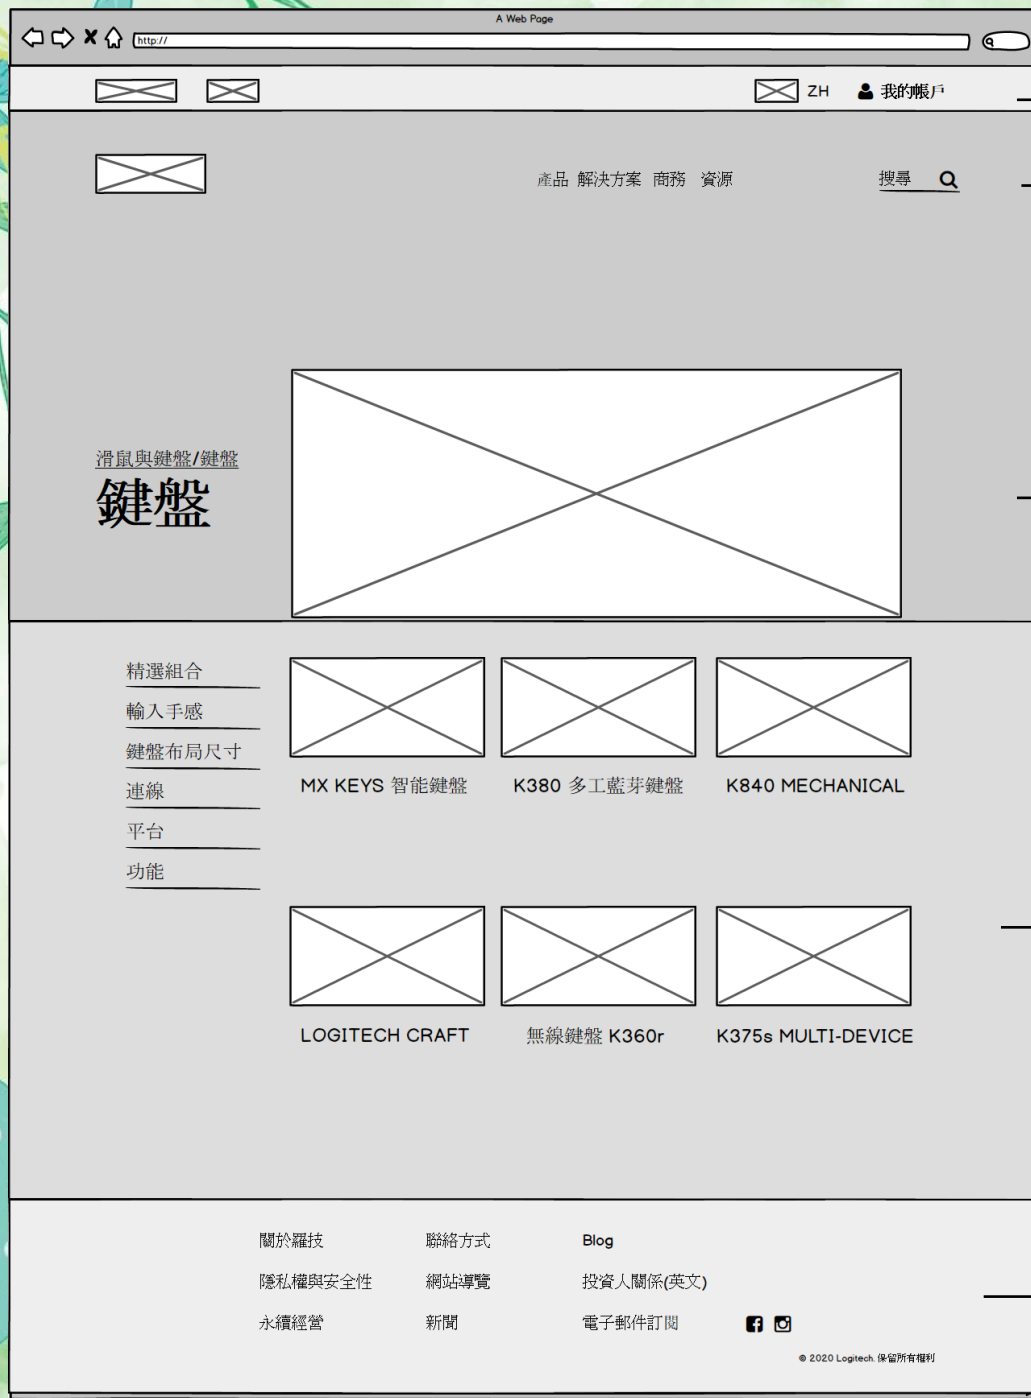 A Web Page
http://
ZH 我的帳戶
產品 解決方案 商務 資源 搜尋
滑鼠與鍵盤/鍵盤
鍵盤
精選組合
輸入手感
鍵盤布局尺寸
連線
平台
功能
MX KEYS 智能鍵盤 K380 多工藍芽鍵盤 K840 MECHANICAL
LOGITECH CRAFT 無線鍵盤 K360r K375s MULTI-DEVICE
關於羅技 聯絡方式 Blog
隱私權與安全性 網站導覽 投資人關係(英文)
永續經營 新聞 電子郵件訂閱
© 2020 Logitech. 保留所有權利